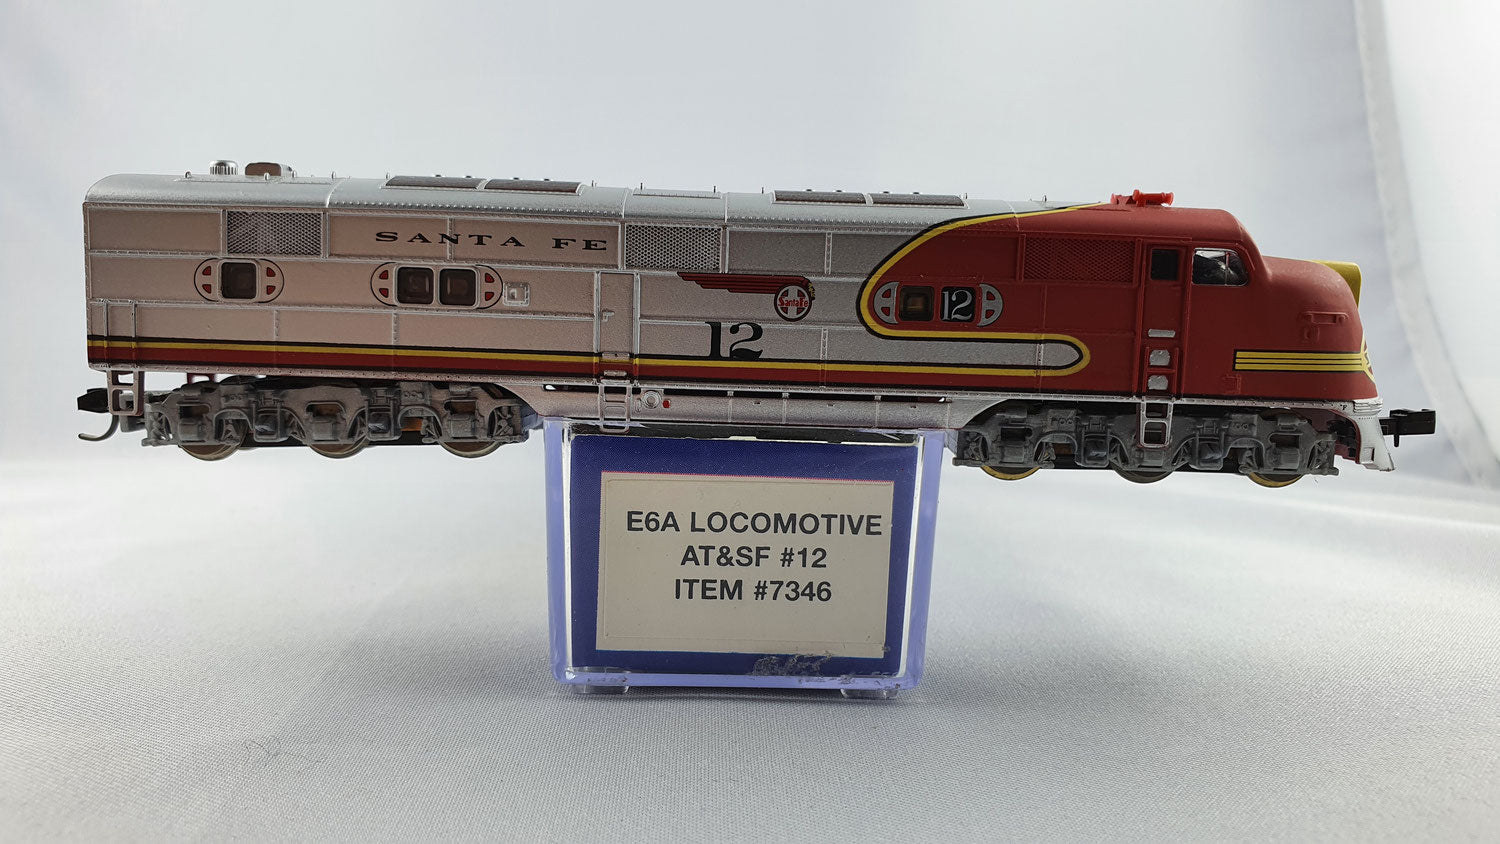 SANTA FE
Santa Fe
12
12
E6A LOCOMOTIVE
AT&SF #12
ITEM #7346